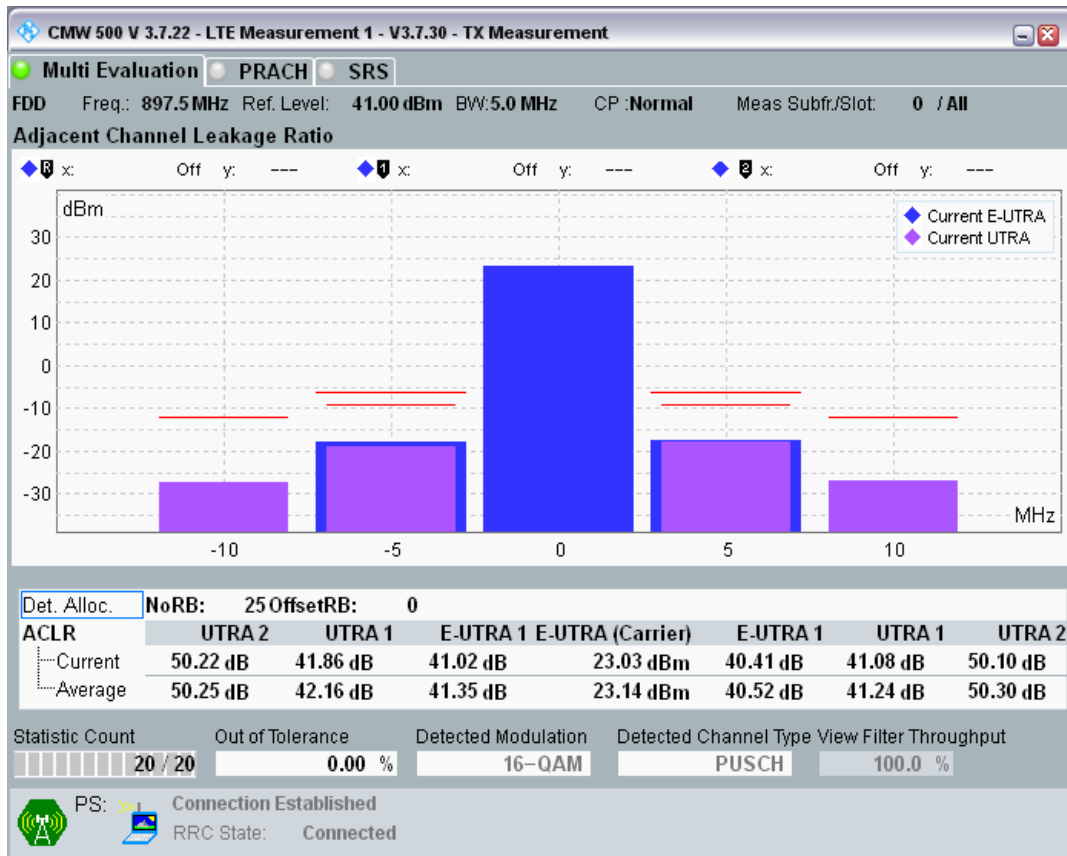 CMW 500 V 3.7.22 - LTE Measurement 1 - V3.7.30 - TX Measurement
Multi Evaluation PRACH SRS
FDD Freq.: 897.5 MHz Ref. Level: 41.00 dBm BW:5.0 MHz CP :Normal Meas Subfr./Slot: 0 / All
Adjacent Channel Leakage Ratio
R x: Off y: --- 1 x: Off y: --- 2 x: Off y: ---
dBm
Current E-UTRA
Current UTRA
30
20
10
0
-10
-20
-30
MHz
-10 -5 0 5 10
Det. Alloc. NoRB: 25 OffsetRB: 0
ACLR UTRA 2 UTRA 1 E-UTRA 1 E-UTRA (Carrier) E-UTRA 1 UTRA 1 UTRA 2
Current 50.22 dB 41.86 dB 41.02 dB 23.03 dBm 40.41 dB 41.08 dB 50.10 dB
Average 50.25 dB 42.16 dB 41.35 dB 23.14 dBm 40.52 dB 41.24 dB 50.30 dB
Statistic Count Out of Tolerance Detected Modulation Detected Channel Type View Filter Throughput
20 / 20 0.00 % 16-QAM PUSCH 100.0 %
PS: Connection Established
RRC State: Connected